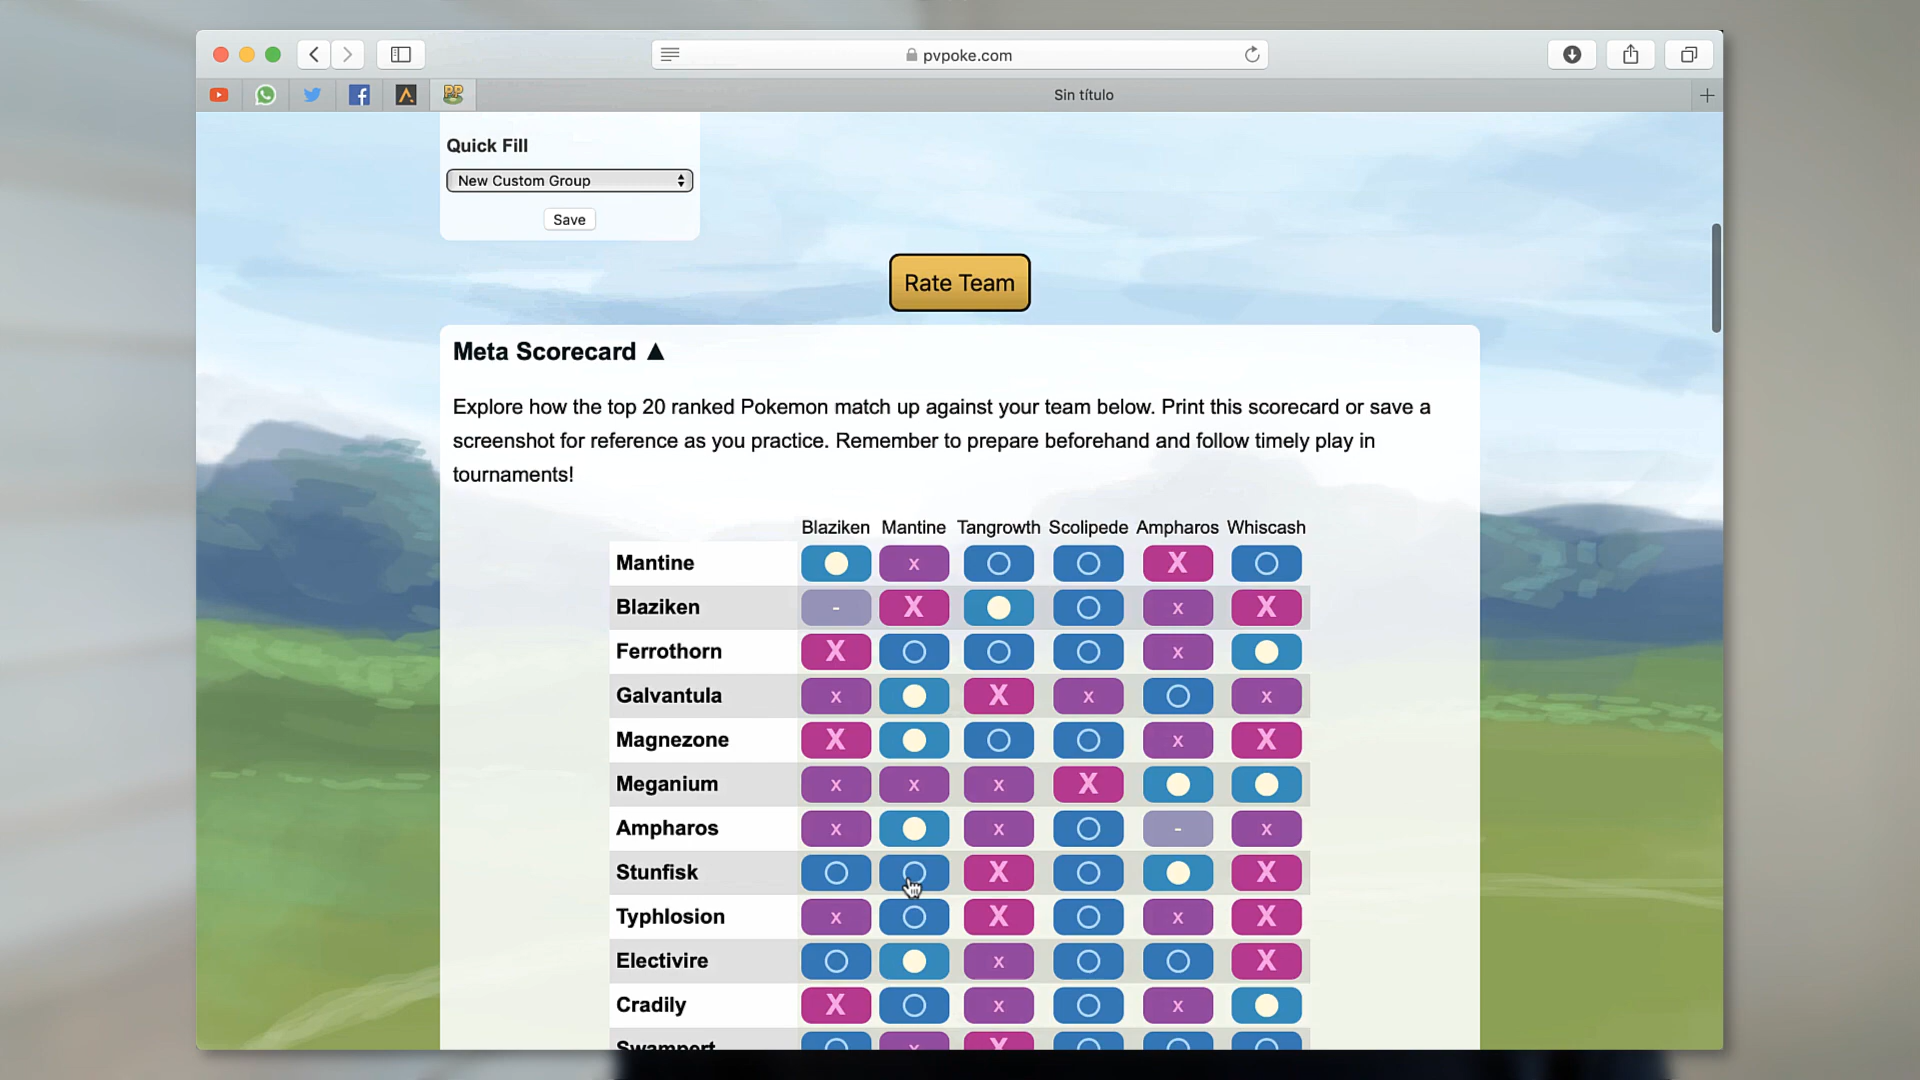 pvpoke.com
Sin título
Quick Fill
New Custom Group
Save
Rate Team
Meta Scorecard ▲
Explore how the top 20 ranked Pokemon match up against your team below. Print this scorecard or save a
screenshot for reference as you practice. Remember to prepare beforehand and follow timely play in
tournaments!
Blaziken Mantine Tangrowth Scolipede Ampharos Whiscash
Mantine x X
Blaziken - X x X
Ferrothorn X x
Galvantula x X x x
Magnezone X x X
Meganium x x x X
Ampharos x x - x
Stunfisk X X
Typhlosion x X x X
Electivire x X
Cradily X x x
Swampert x X